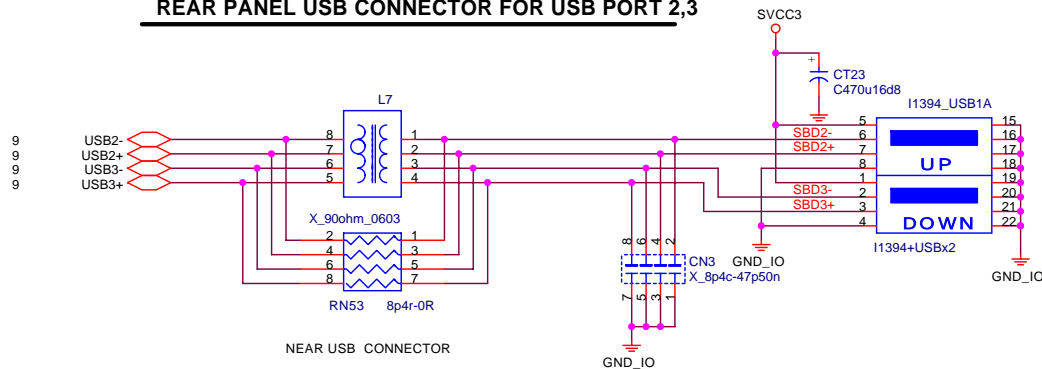 REAR PANEL USB CONNECTOR FOR USB PORT 2,3
SVCC3
+
CT23
C470u16d8
L7
I1394_USB1A
9 USB2- 8 1 SBD2- 5 15
9 USB2+ 7 2 SBD2+ 6 16
9 USB3- 6 3 7 17
9 USB3+ 5 4 8 UP 18
1 19
SBD3- 2 20
SBD3+ 3 21
4 DOWN 22
X_90ohm_0603
2 1
4 3
6 5
8 7
RN53 8p4r-0R
8 6 4 2
CN3
X_8p4c-47p50n
7 5 3 1
GND_IO
I1394+USBx2
GND_IO
GND_IO
NEAR USB CONNECTOR